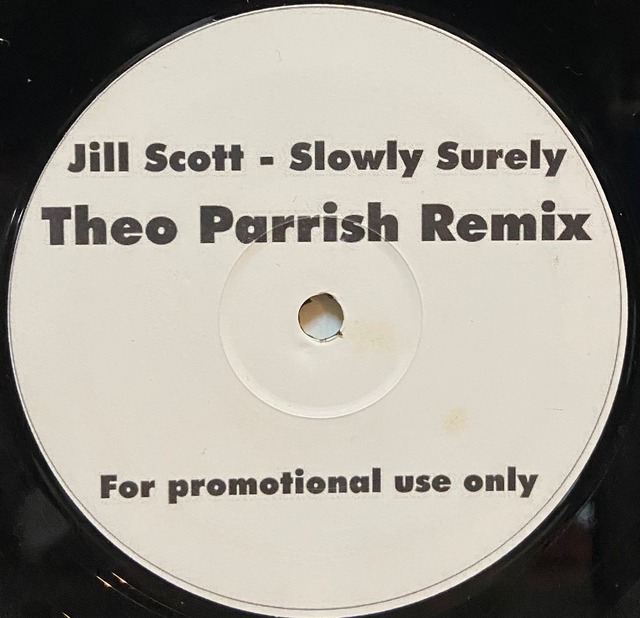 Jill Scott - Slowly Surely
Theo Parrish Remix
For promotional use only